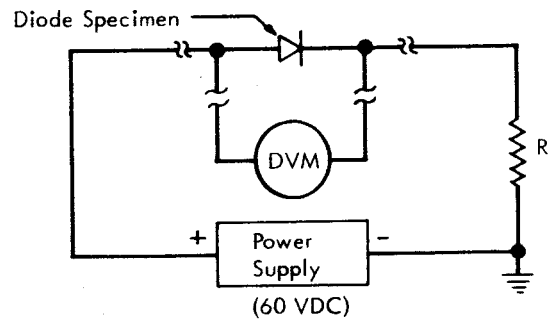 Diode Specimen
DVM
R
+
Power
Supply
-
(60 VDC)